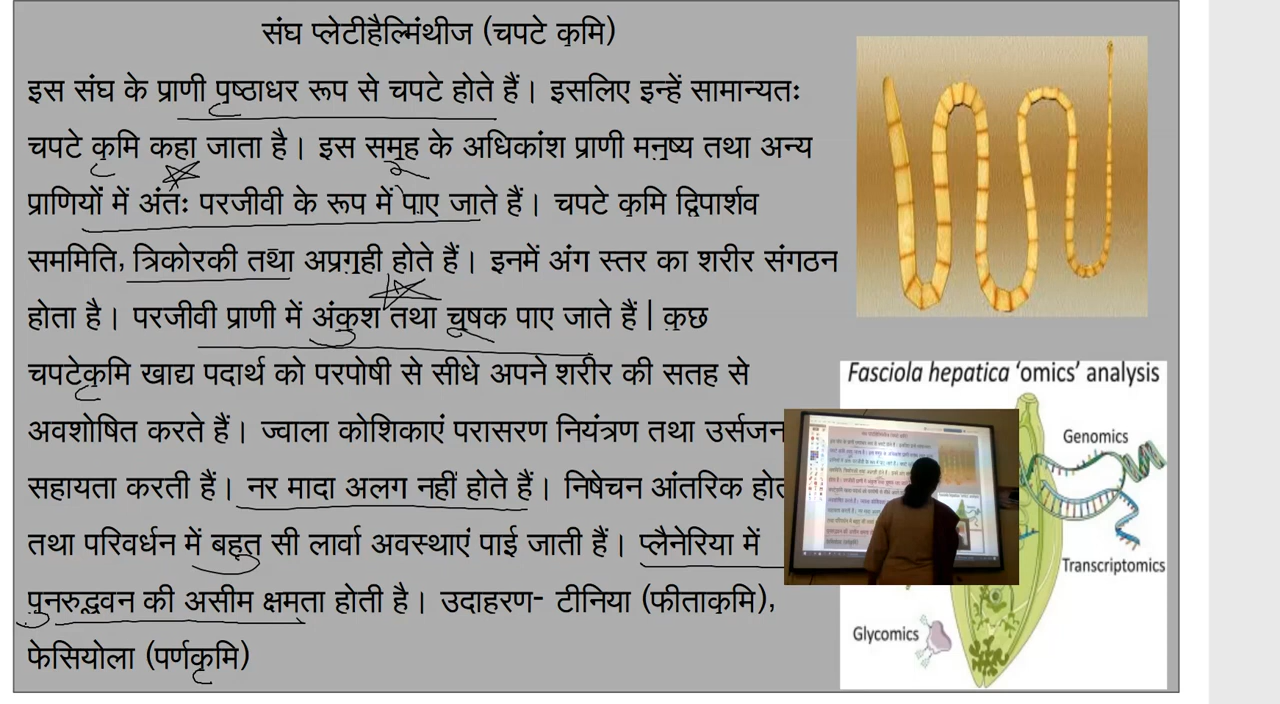 संघ प्लेटीहैल्मिंथीज (चपटे कृमि)
इस संघ के प्राणी पृष्ठाधर रूप से चपटे होते हैं। इसलिए इन्हें सामान्यतः
चपटे कृमि कहा जाता है। इस समूह के अधिकांश प्राणी मनुष्य तथा अन्य
प्राणियों में अंतः परजीवी के रूप में पाए जाते हैं। चपटे कृमि द्विपार्शव
सममिति, त्रिकोरकी तथा अप्रगुही होते हैं। इनमें अंग स्तर का शरीर संगठन
होता है। परजीवी प्राणी में अंकुश तथा चूषक पाए जाते हैं | कुछ
चपटेकृमि खाद्य पदार्थ को परपोषी से सीधे अपने शरीर की सतह से
अवशोषित करते हैं। ज्वाला कोशिकाएं परासरण नियंत्रण तथा उर्सजन
सहायता करती हैं। नर मादा अलग नहीं होते हैं। निषेचन आंतरिक
तथा परिवर्धन में बहूत सी लार्वा अवस्थाएं पाई जाती हैं। प्लैनेरिया में
पुनरुद्भवन की असीम क्षमता होती है। उदाहरण- टीनिया (फीताकृमि),
फेसियोला (पर्णकृमि)
Fasciola hepatica 'omics' analysis
Genomics
Transcriptomics
Glycomics